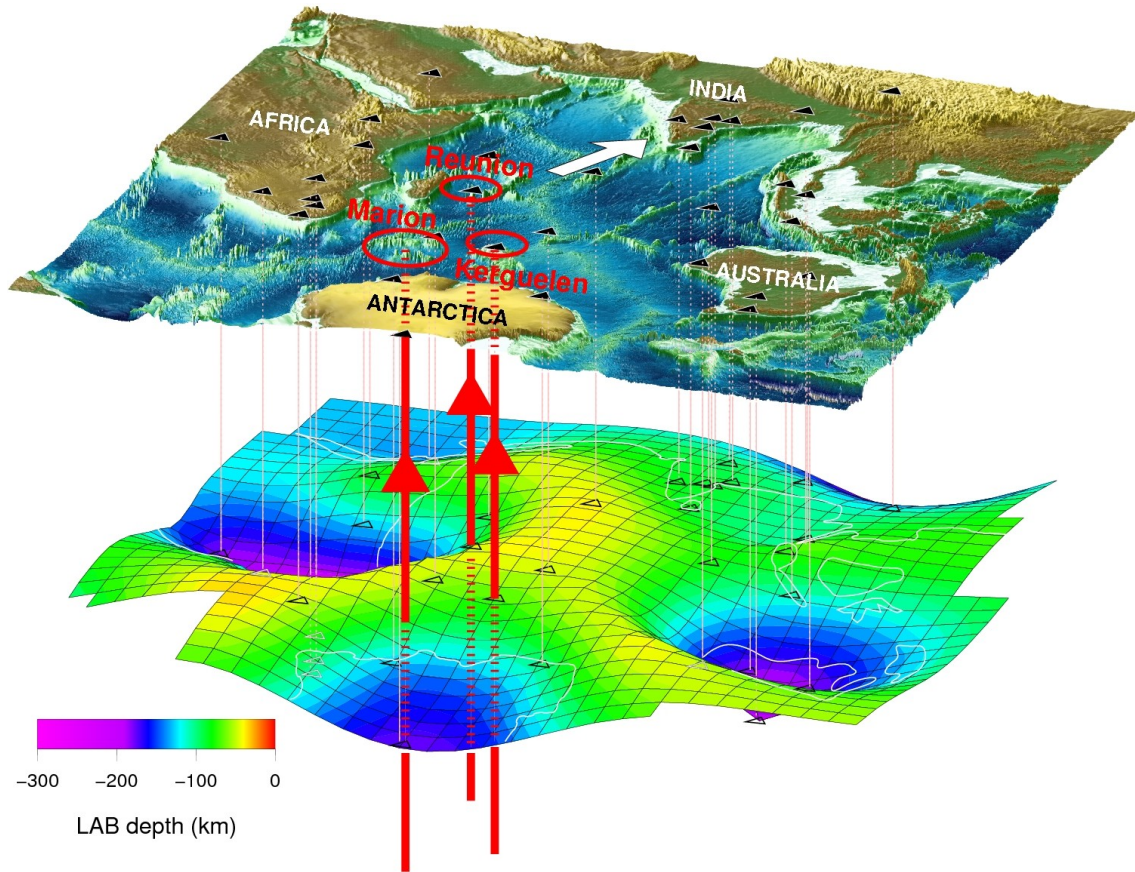 INDIA
AFRICA
Reunion
Marion
Kerguelen
AUSTRALIA
ANTARCTICA
−300 −200 −100 0
LAB depth (km)